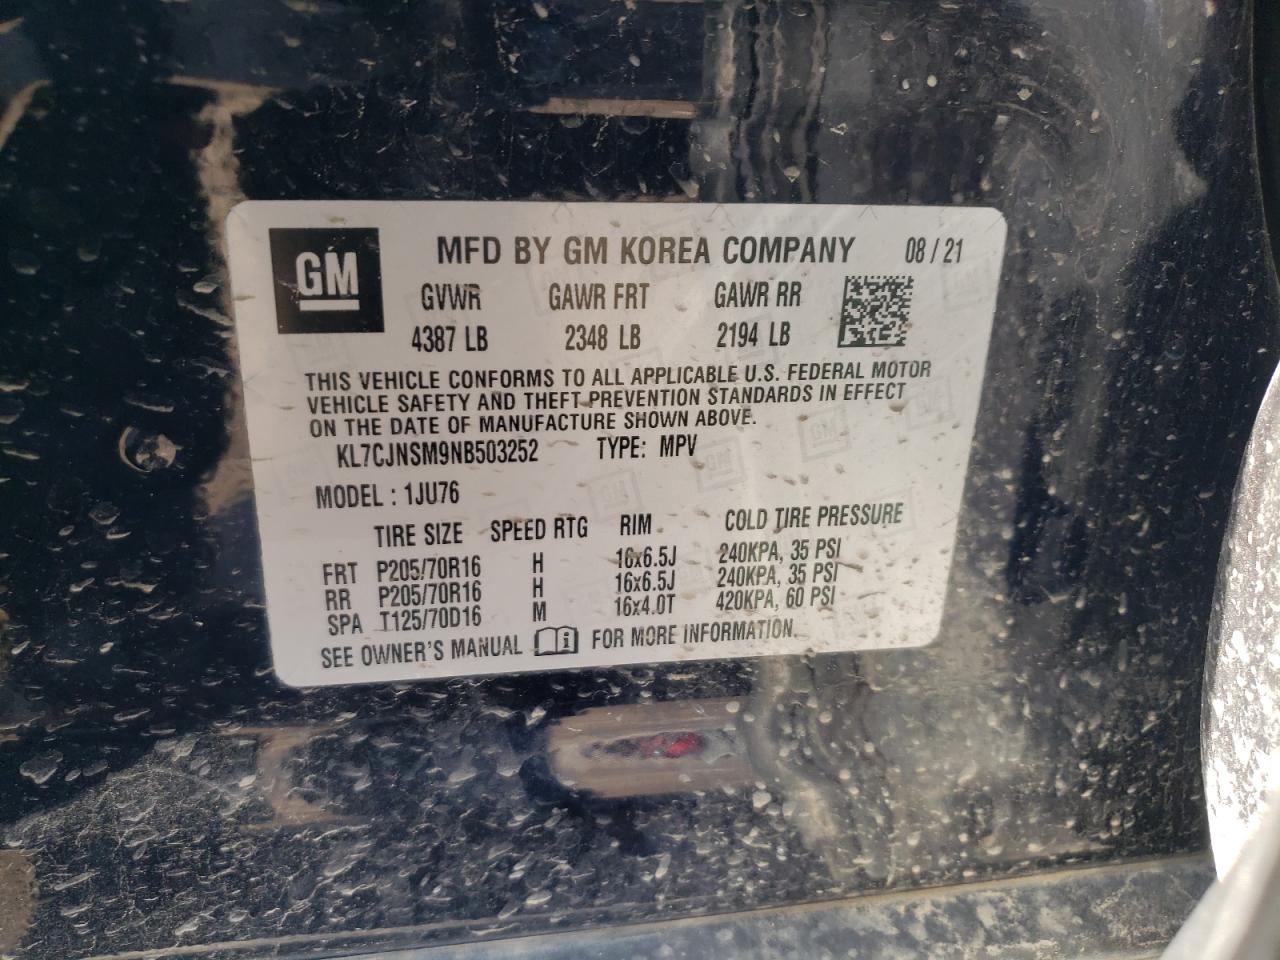 GM MFD BY GM KOREA COMPANY 08 / 21
GVWR GAWR FRT GAWR RR
4387 LB 2348 LB 2194 LB
THIS VEHICLE CONFORMS TO ALL APPLICABLE U.S. FEDERAL MOTOR
VEHICLE SAFETY AND THEFT PREVENTION STANDARDS IN EFFECT
ON THE DATE OF MANUFACTURE SHOWN ABOVE.
KL7CJNSM9NB503252 TYPE: MPV
MODEL : 1JU76
TIRE SIZE SPEED RTG RIM COLD TIRE PRESSURE
FRT P205/70R16 H 16x6.5J 240KPA, 35 PSI
RR P205/70R16 H 16x6.5J 240KPA, 35 PSI
SPA T125/70D16 M 16x4.0T 420KPA, 60 PSI
SEE OWNER'S MANUAL FOR MORE INFORMATION.